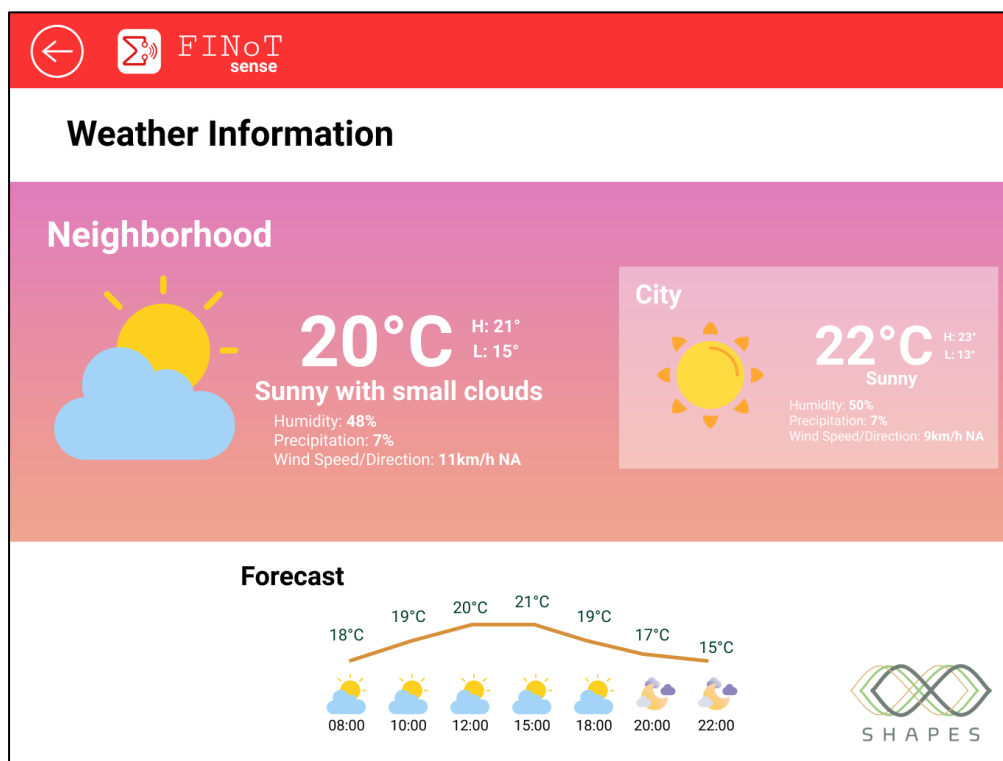 FINoT
sense
Weather Information
Neighborhood
20°C
H: 21°
L: 15°
Sunny with small clouds
Humidity: 48%
Precipitation: 7%
Wind Speed/Direction: 11km/h NA
City
22°C
H: 23°
L: 13°
Sunny
Humidity: 50%
Precipitation: 7%
Wind Speed/Direction: 9km/h NA
Forecast
18°C 19°C 20°C 21°C 19°C 17°C 15°C
08:00 10:00 12:00 15:00 18:00 20:00 22:00
SHAPES